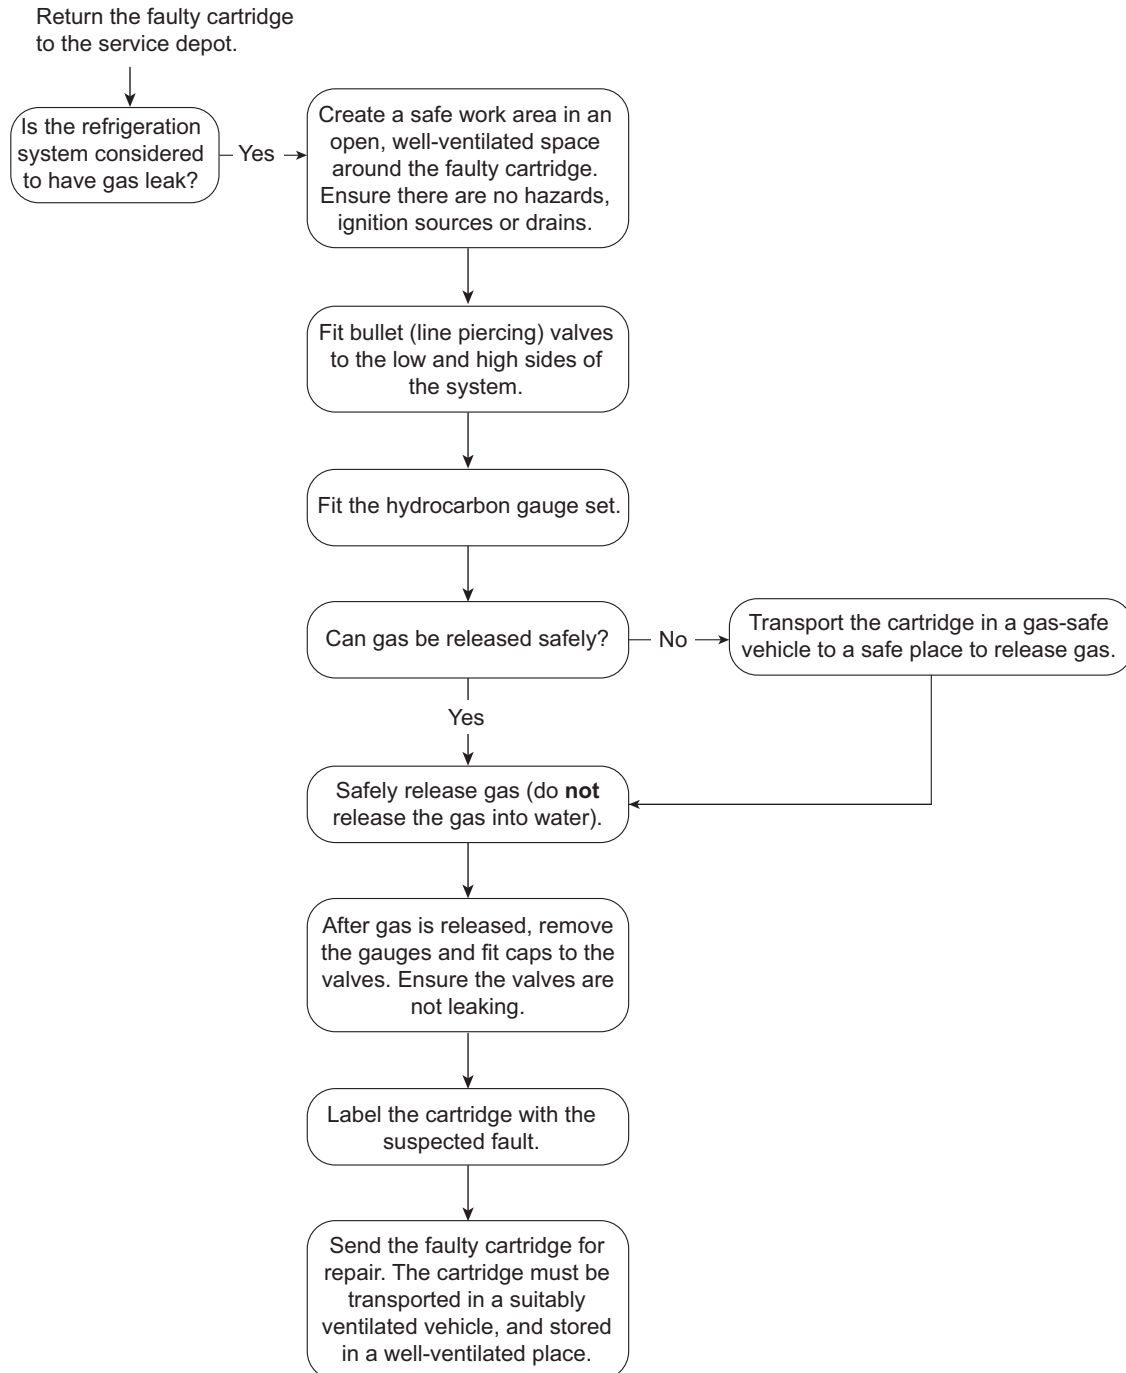 Return the faulty cartridge
to the service depot.
Is the refrigeration
system considered
to have gas leak?
Yes
Create a safe work area in an
open, well-ventilated space
around the faulty cartridge.
Ensure there are no hazards,
ignition sources or drains.
Fit bullet (line piercing) valves
to the low and high sides of
the system.
Fit the hydrocarbon gauge set.
Can gas be released safely?
No
Transport the cartridge in a gas-safe
vehicle to a safe place to release gas.
Yes
Safely release gas (do not
release the gas into water).
After gas is released, remove
the gauges and fit caps to the
valves. Ensure the valves are
not leaking.
Label the cartridge with the
suspected fault.
Send the faulty cartridge for
repair. The cartridge must be
transported in a suitably
ventilated vehicle, and stored
in a well-ventilated place.